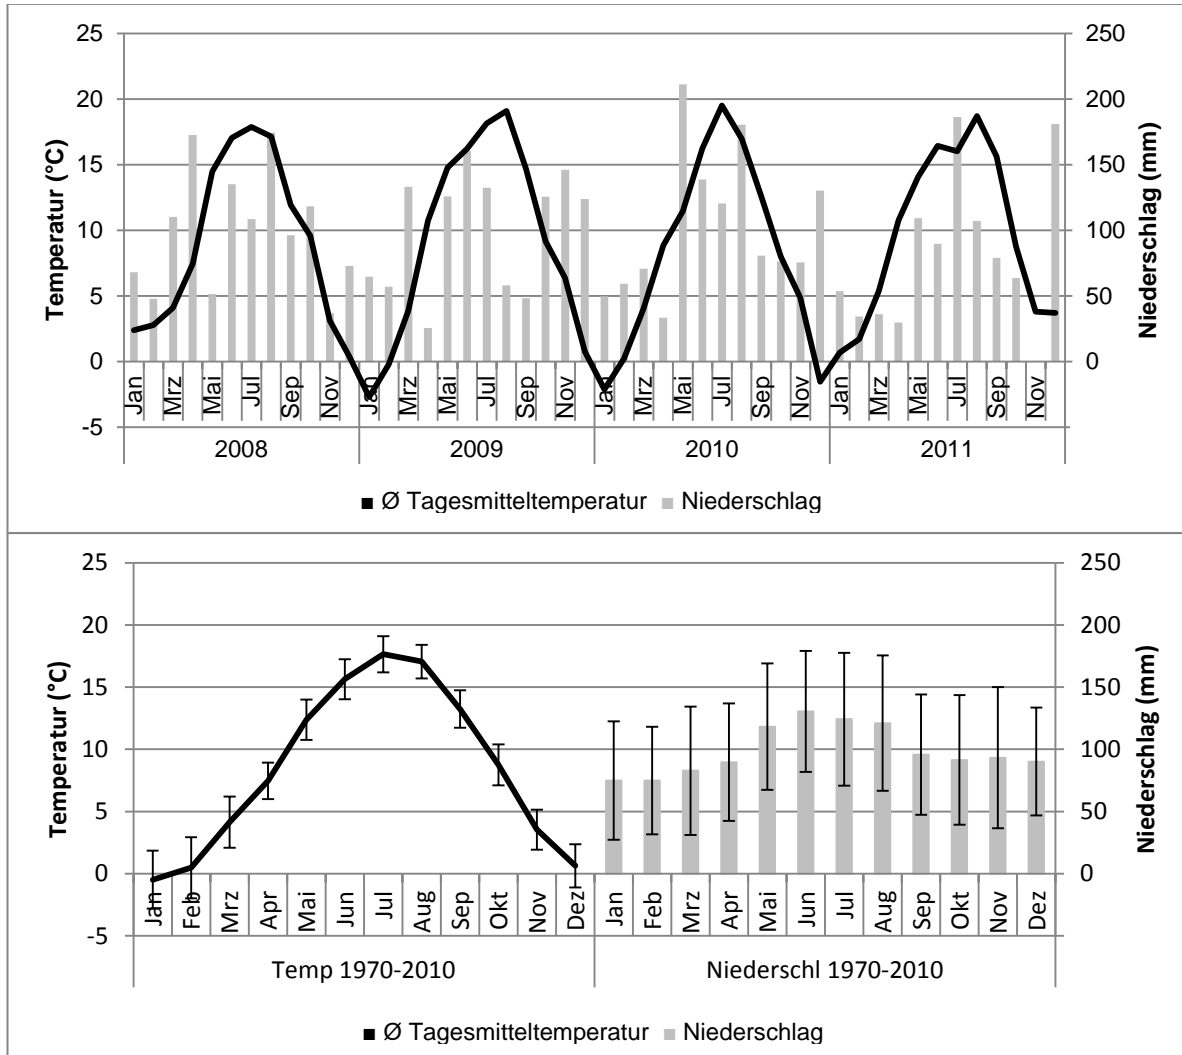 25
20
15
10
5
0
-5
Temperatur (°C)
250
200
150
100
50
0
Niederschlag (mm)
Jan Mrz Mai Jul Sep Nov Jan Mrz Mai Jul Sep Nov Jan Mrz Mai Jul Sep Nov Jan Mrz Mai Jul Sep Nov
2008 2009 2010 2011
Ø Tagesmitteltemperatur Niederschlag
25
20
15
10
5
0
-5
Temperatur (°C)
250
200
150
100
50
0
Niederschlag (mm)
Jan Feb Mrz Apr Mai Jun Jul Aug Sep Okt Nov Dez Jan Feb Mrz Apr Mai Jun Jul Aug Sep Okt Nov Dez
Temp 1970-2010 Niederschl 1970-2010
Ø Tagesmitteltemperatur Niederschlag